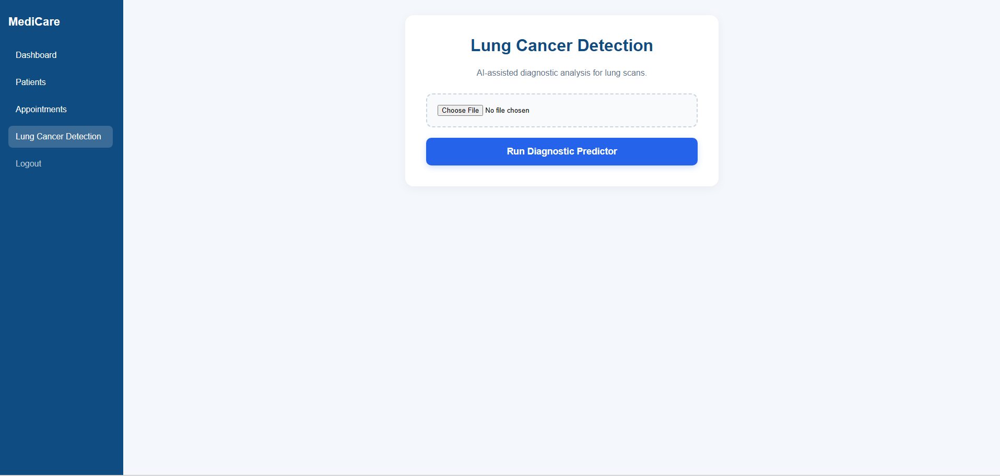 MediCare
Dashboard
Patients
Appointments
Lung Cancer Detection
Logout
Lung Cancer Detection
AI-assisted diagnostic analysis for lung scans.
Choose File No file chosen
Run Diagnostic Predictor